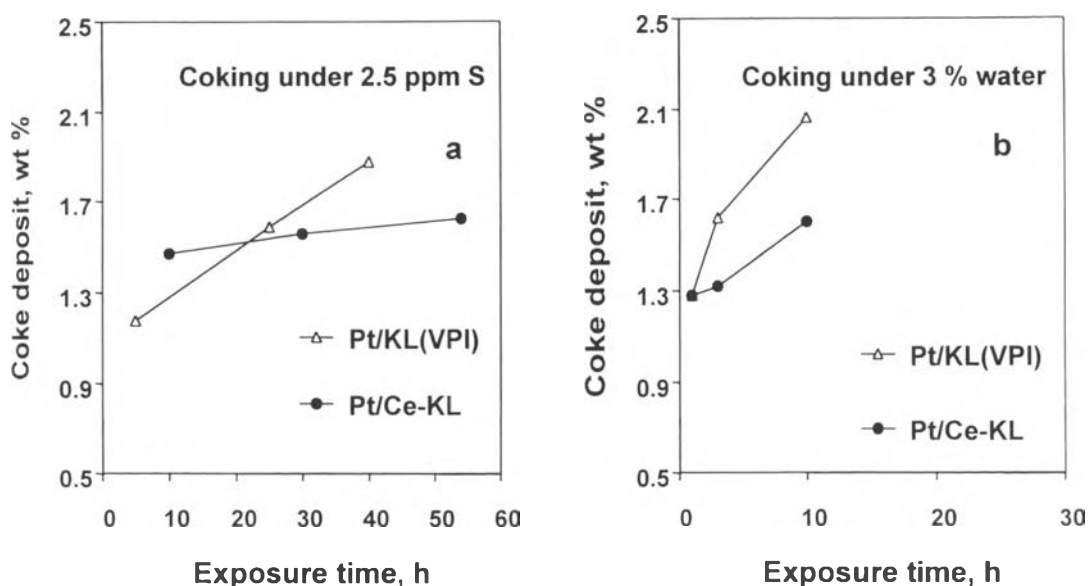 2.5
2.1
1.7
1.3
0.9
0.5
Coke deposit, wt %
Coking under 2.5 ppm S
a
Pt/KL(VPI)
Pt/Ce-KL
0 10 20 30 40 50 60
Exposure time, h
2.5
2.1
1.7
1.3
0.9
0.5
Coke deposit, wt %
Coking under 3 % water
b
Pt/KL(VPI)
Pt/Ce-KL
0 10 20 30
Exposure time, h